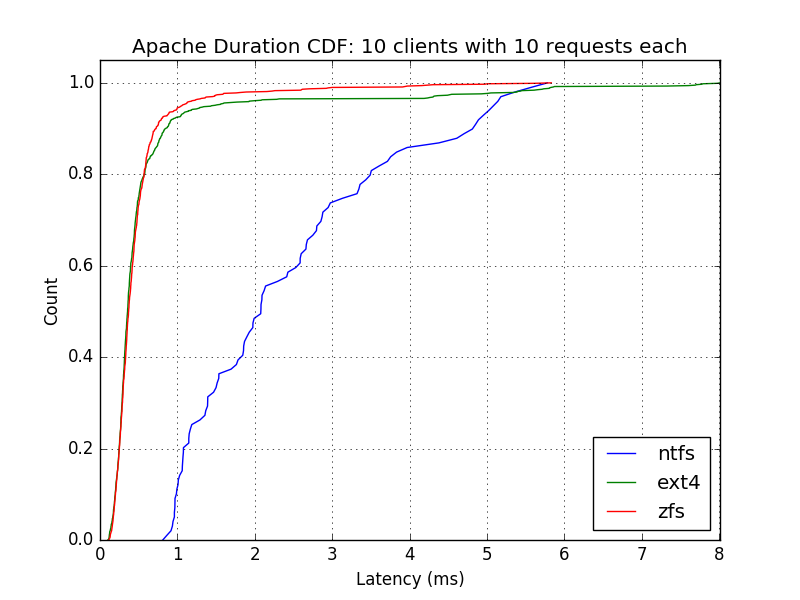 Apache Duration CDF: 10 clients with 10 requests each
1.0
0.8
0.6
0.4
0.2
0.0
Count
0 1 2 3 4 5 6 7 8
Latency (ms)
ntfs
ext4
zfs